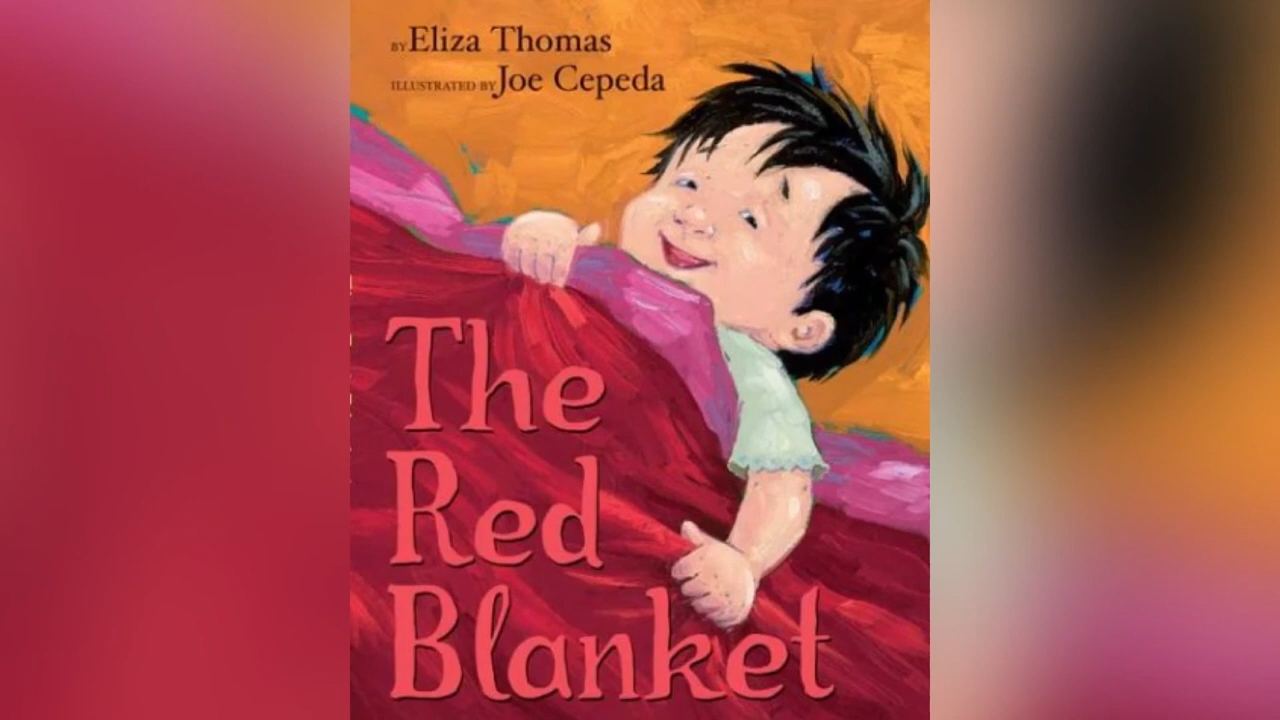 BY Eliza Thomas
ILLUSTRATED BY Joe Cepeda
The
Red
Blanket